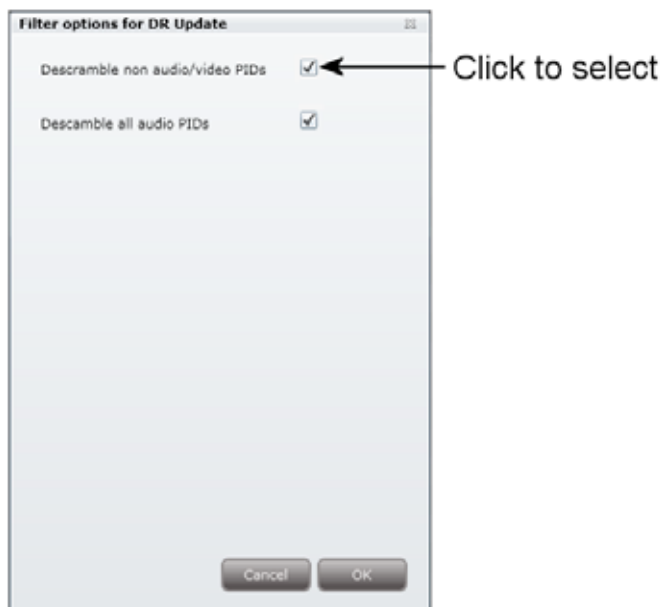 Filter options for DR Update
Descramble non audio/video PIDs
Click to select
Descamble all audio PIDs
Cancel
OK